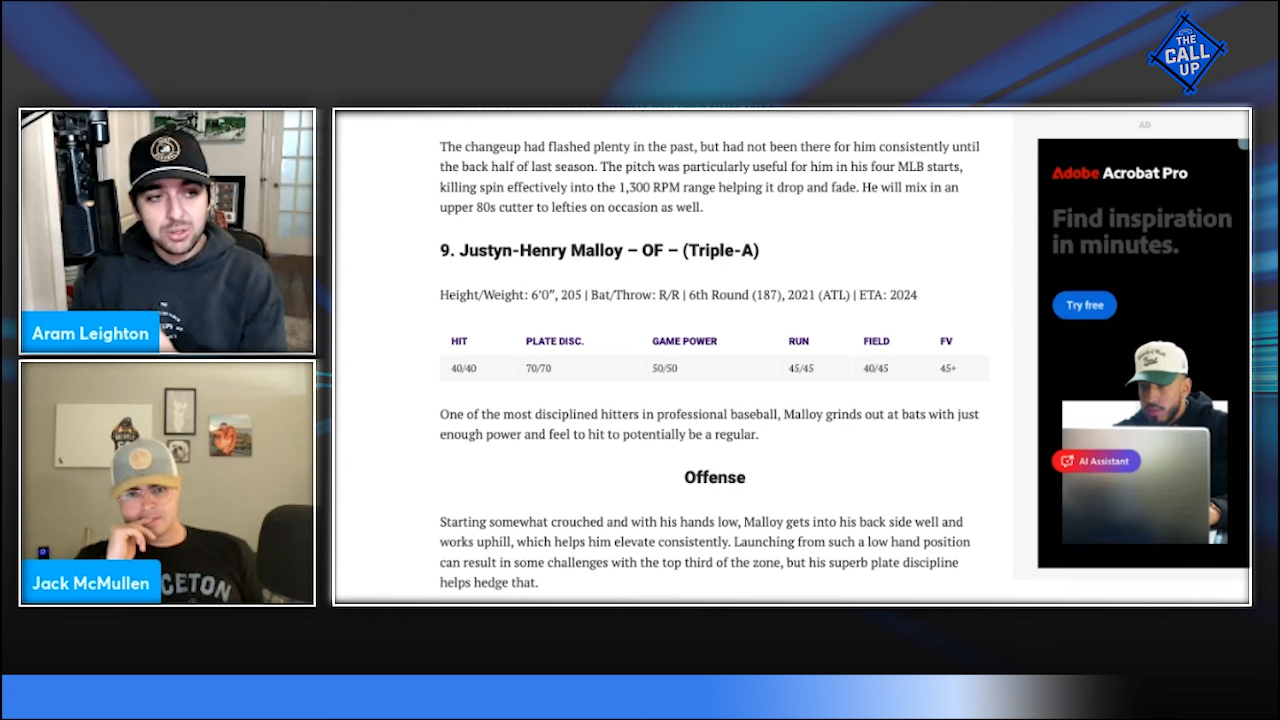 THE
CALL
UP
Aram Leighton
Jack McMullen
CETON
The changeup had flashed plenty in the past, but had not been there for him consistently until
the back half of last season. The pitch was particularly useful for him in his four MLB starts,
killing spin effectively into the 1,300 RPM range helping it drop and fade. He will mix in an
upper 80s cutter to lefties on occasion as well.
9. Justyn-Henry Malloy – OF – (Triple-A)
Height/Weight: 6’0”, 205 | Bat/Throw: R/R | 6th Round (187), 2021 (ATL) | ETA: 2024
HIT PLATE DISC. GAME POWER RUN FIELD FV
40/40 70/70 50/50 45/45 40/45 45+
One of the most disciplined hitters in professional baseball, Malloy grinds out at bats with just
enough power and feel to hit to potentially be a regular.
Offense
Starting somewhat crouched and with his hands low, Malloy gets into his back side well and
works uphill, which helps him elevate consistently. Launching from such a low hand position
can result in some challenges with the top third of the zone, but his superb plate discipline
helps hedge that.
AD
Adobe Acrobat Pro
Find inspiration
in minutes.
Try free
AI Assistant